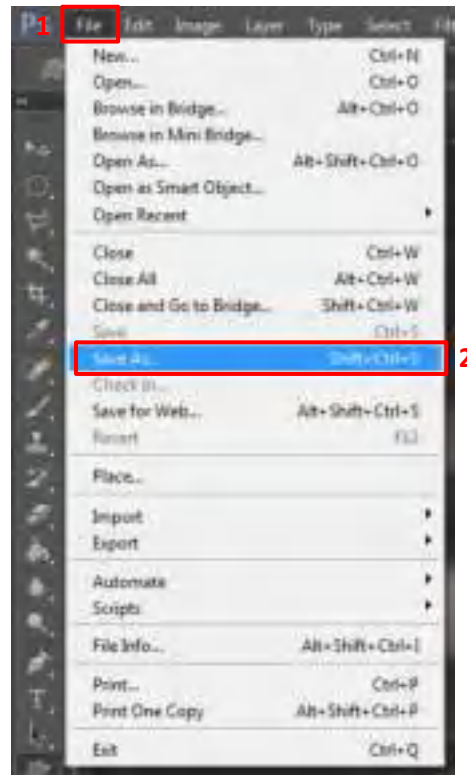 Ps 1 File Edit Image Layer Type Select Filt
New... Ctrl+N
Open... Ctrl+O
Browse in Bridge... Alt+Ctrl+O
Browse in Mini Bridge...
Open As... Alt+Shift+Ctrl+O
Open as Smart Object...
Open Recent
Close Ctrl+W
Close All Alt+Ctrl+W
Close and Go to Bridge... Shift+Ctrl+W
Save Ctrl+S
Save As... Shift+Ctrl+S 2
Check In...
Save for Web... Alt+Shift+Ctrl+S
Revert F12
Place...
Import
Export
Automate
Scripts
File Info... Alt+Shift+Ctrl+I
Print... Ctrl+P
Print One Copy Alt+Shift+Ctrl+P
Exit Ctrl+Q